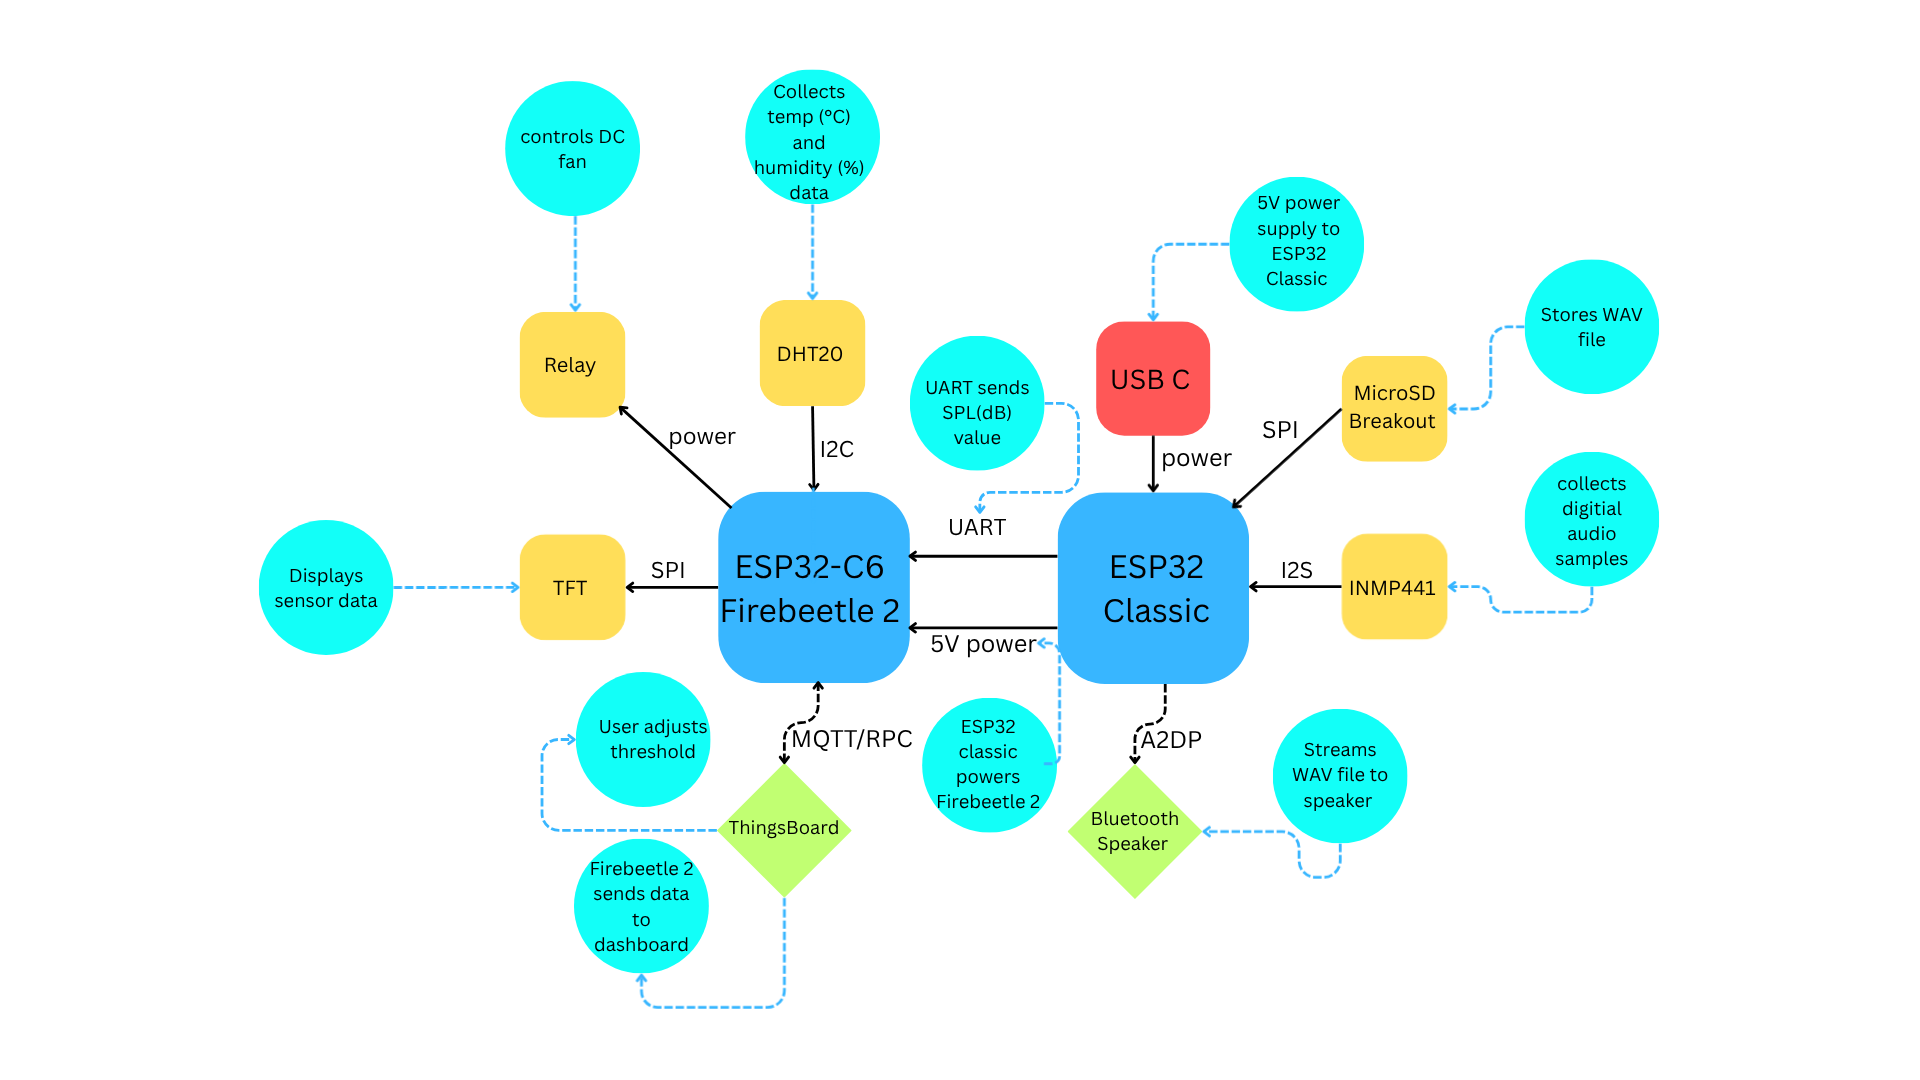 controls DC
fan
Collects
temp (°C)
and
humidity (%)
data
5V power
supply to
ESP32
Classic
Stores WAV
file
Relay
DHT20
UART sends
SPL(dB)
value
USB C
MicroSD
Breakout
power
I2C
power
SPI
collects
digitial
audio
samples
UART
Displays
sensor data
TFT
SPI
ESP32-C6
Firebeetle 2
ESP32
Classic
I2S
INMP441
5V power
User adjusts
threshold
MQTT/RPC
ESP32
classic
powers
Firebeetle 2
A2DP
Streams
WAV file to
speaker
ThingsBoard
Bluetooth
Speaker
Firebeetle 2
sends data
to
dashboard